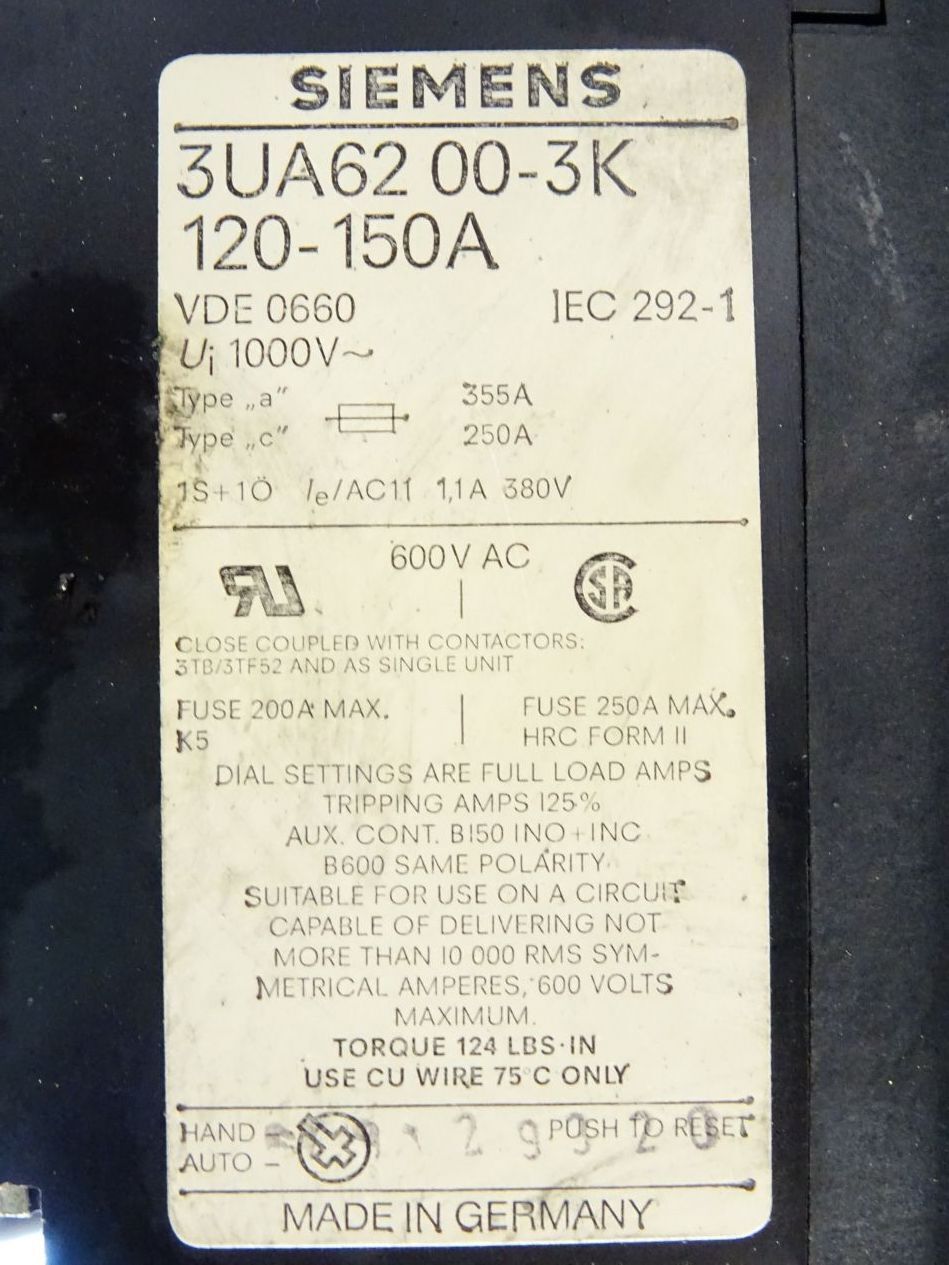 SIEMENS
3UA62 00-3K
120-150A
VDE 0660 IEC 292-1
Ui 1000V~
Type „a" 355A
Type „c" 250A
1S+1Ö Ie/AC11 1,1A 380V
600V AC
CLOSE COUPLED WITH CONTACTORS:
3TB/3TF52 AND AS SINGLE UNIT
FUSE 200A MAX. FUSE 250A MAX.
K5 HRC FORM II
DIAL SETTINGS ARE FULL LOAD AMPS
TRIPPING AMPS 125%
AUX. CONT. B150 1NO+1NC
B600 SAME POLARITY
SUITABLE FOR USE ON A CIRCUIT
CAPABLE OF DELIVERING NOT
MORE THAN 10 000 RMS SYM-
METRICAL AMPERES, 600 VOLTS
MAXIMUM.
TORQUE 124 LBS·IN
USE CU WIRE 75°C ONLY
HAND – PUSH TO RESET
AUTO –
MADE IN GERMANY